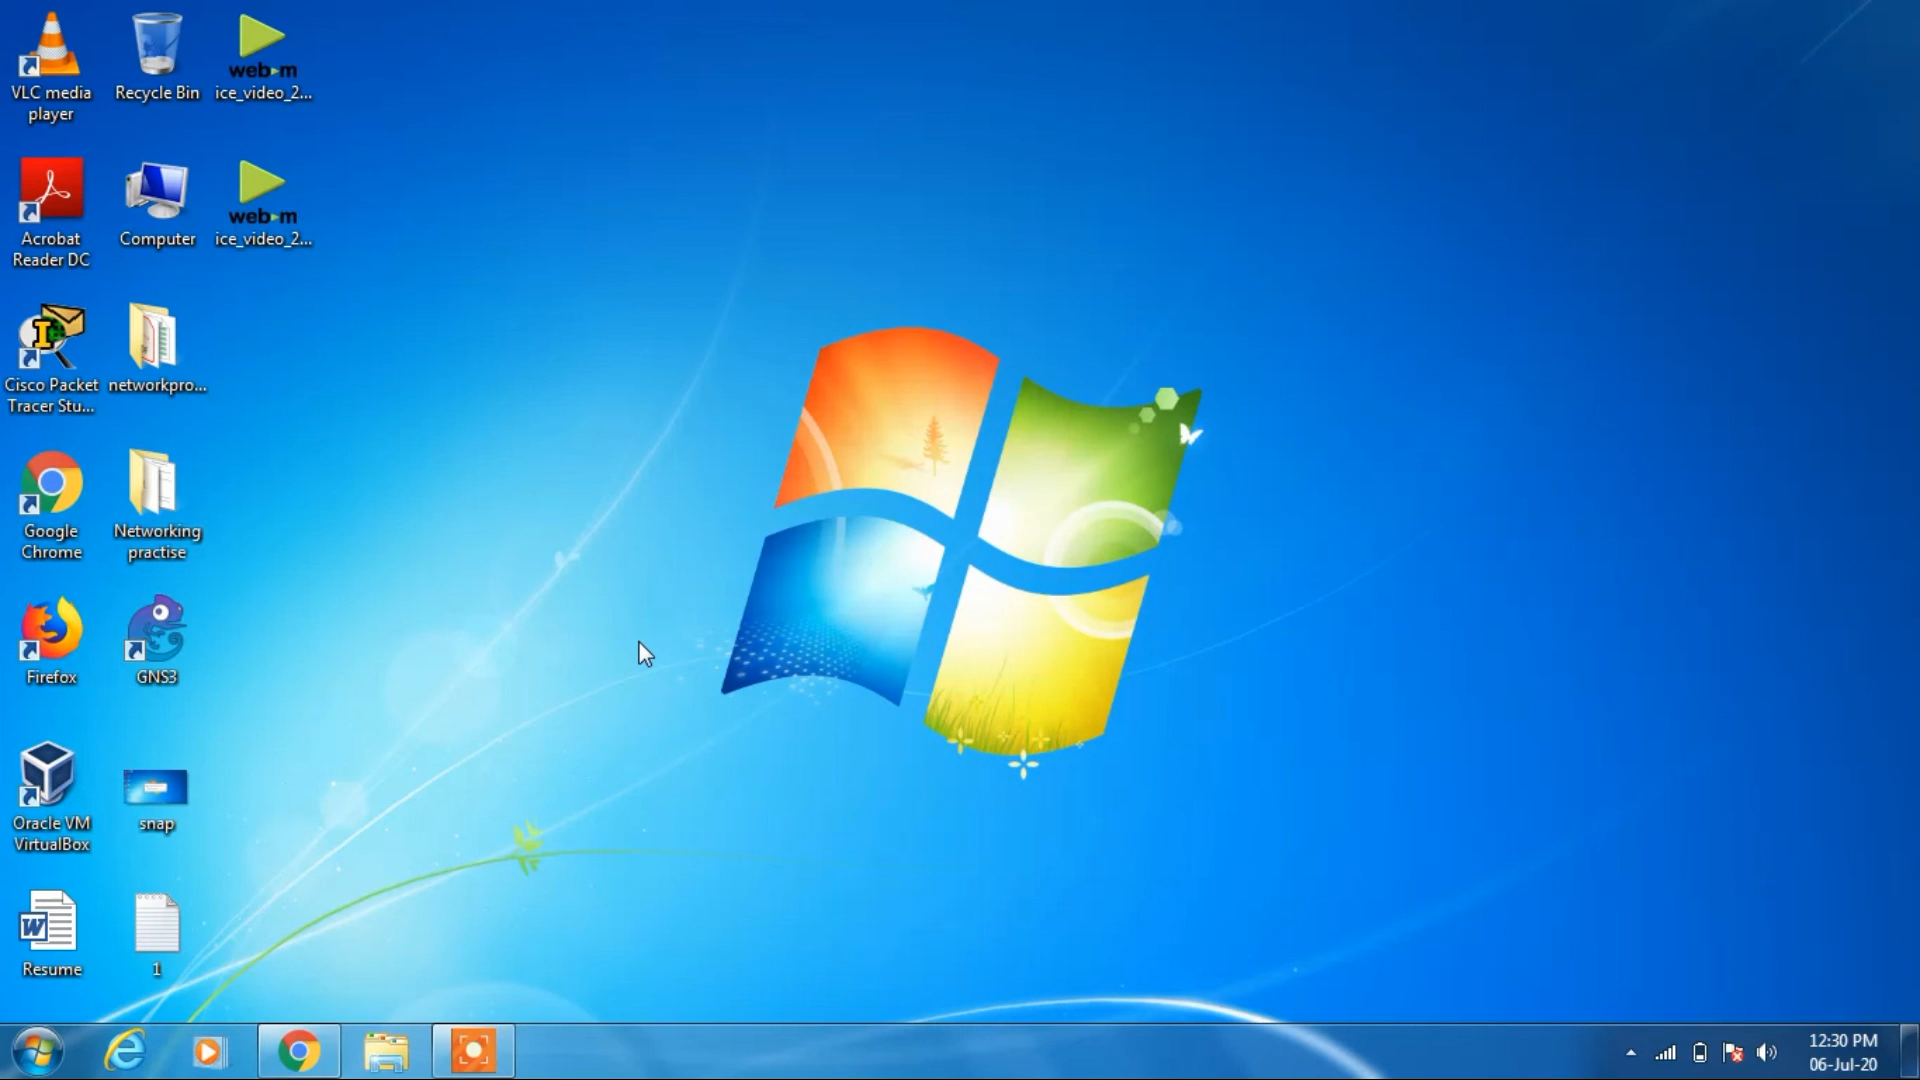 VLC media
player
Recycle Bin
web m
ice_video_2...
Acrobat
Reader DC
Computer
web m
ice_video_2...
Cisco Packet
Tracer Stu...
networkpro...
Google
Chrome
Networking
practise
Firefox
GNS3
Oracle VM
VirtualBox
snap
Resume
1
12:30 PM
06-Jul-20